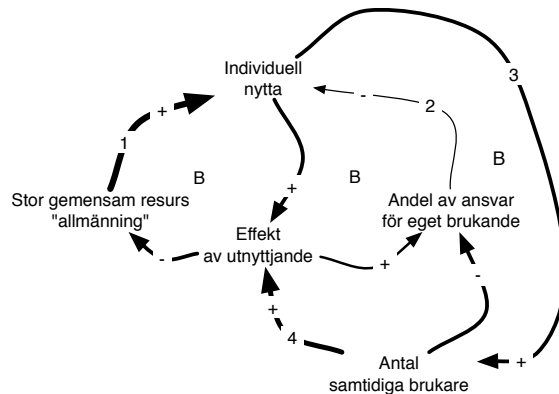 Individuell
nytta
3
-
2
1
+
B
B
B
+
Stor gemensam resurs
"allmänning"
Andel av ansvar
för eget brukande
Effekt
av utnyttjande
-
+
-
+
4
+
Antal
samtidiga brukare